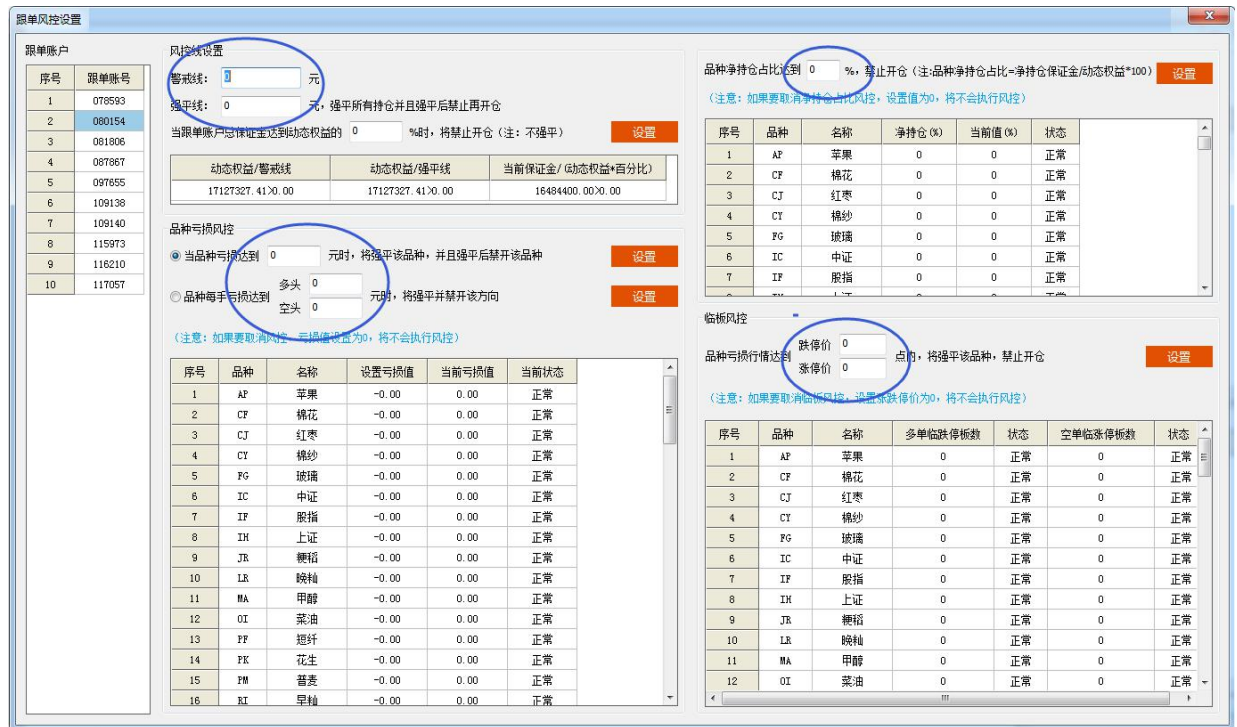 跟单风控设置
x
跟单账户
序号 跟单账号
1 078593
2 080154
3 081806
4 087867
5 097655
6 109138
7 109140
8 115973
9 116210
10 117057
风控线设置
警戒线: 0 元
强平线: 0 元，强平所有持仓并且强平后禁止再开仓
当跟单账户总保证金达到动态权益的 0 %时，将禁止开仓（注：不强平） 设置
动态权益/警戒线 动态权益/强平线 当前保证金/(动态权益*百分比)
17127327.41>0.00 17127327.41>0.00 16484400.00>0.00
品种亏损风控
当品种亏损达到 0 元时，将强平该品种，并且强平后禁开该品种 设置
品种每手亏损达到 多头 0 元时，将强平并禁开该方向 设置
空头 0
（注意：如果要取消风控，亏损值设置为0，将不会执行风控）
序号 品种 名称 设置亏损值 当前亏损值 当前状态
1 AP 苹果 -0.00 0.00 正常
2 CF 棉花 -0.00 0.00 正常
3 CJ 红枣 -0.00 0.00 正常
4 CY 棉纱 -0.00 0.00 正常
5 FG 玻璃 -0.00 0.00 正常
6 IC 中证 -0.00 0.00 正常
7 IF 股指 -0.00 0.00 正常
8 IH 上证 -0.00 0.00 正常
9 JR 粳稻 -0.00 0.00 正常
10 LR 晚籼 -0.00 0.00 正常
11 MA 甲醇 -0.00 0.00 正常
12 OI 菜油 -0.00 0.00 正常
13 PF 短纤 -0.00 0.00 正常
14 PK 花生 -0.00 0.00 正常
15 PM 普麦 -0.00 0.00 正常
16 RI 早籼 -0.00 0.00 正常
品种净持仓占比达到 0 %，禁止开仓（注:品种净持仓占比=净持仓保证金/动态权益*100） 设置
（注意：如果要取消净持仓占比风控，设置值为0，将不会执行风控）
序号 品种 名称 净持仓(%) 当前值(%) 状态
1 AP 苹果 0 0 正常
2 CF 棉花 0 0 正常
3 CJ 红枣 0 0 正常
4 CY 棉纱 0 0 正常
5 FG 玻璃 0 0 正常
6 IC 中证 0 0 正常
7 IF 股指 0 0 正常
临板风控
品种亏损行情达到 跌停价 0 点内，将强平该品种，禁止开仓 设置
涨停价 0
（注意：如果要取消临板风控，设置涨跌停价为0，将不会执行风控）
序号 品种 名称 多单临跌停板数 状态 空单临涨停板数 状态
1 AP 苹果 0 正常 0 正常
2 CF 棉花 0 正常 0 正常
3 CJ 红枣 0 正常 0 正常
4 CY 棉纱 0 正常 0 正常
5 FG 玻璃 0 正常 0 正常
6 IC 中证 0 正常 0 正常
7 IF 股指 0 正常 0 正常
8 IH 上证 0 正常 0 正常
9 JR 粳稻 0 正常 0 正常
10 LR 晚籼 0 正常 0 正常
11 MA 甲醇 0 正常 0 正常
12 OI 菜油 0 正常 0 正常